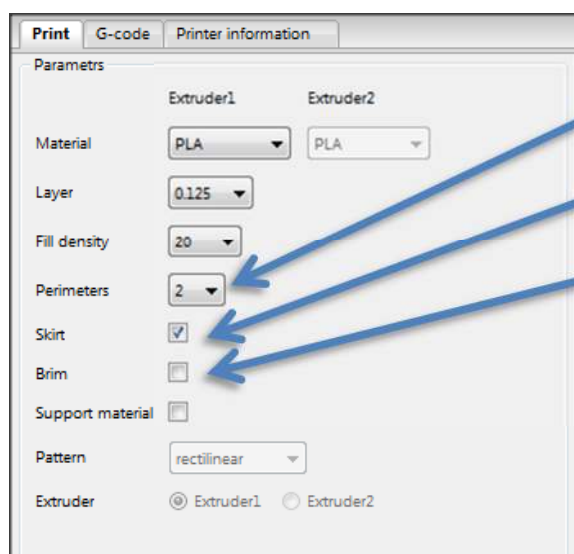 Print G-code Printer information
Parametrs
Extruder1 Extruder2
Material PLA PLA
Layer 0.125
Fill density 20
Perimeters 2
Skirt
Brim
Support material
Pattern rectilinear
Extruder Extruder1 Extruder2